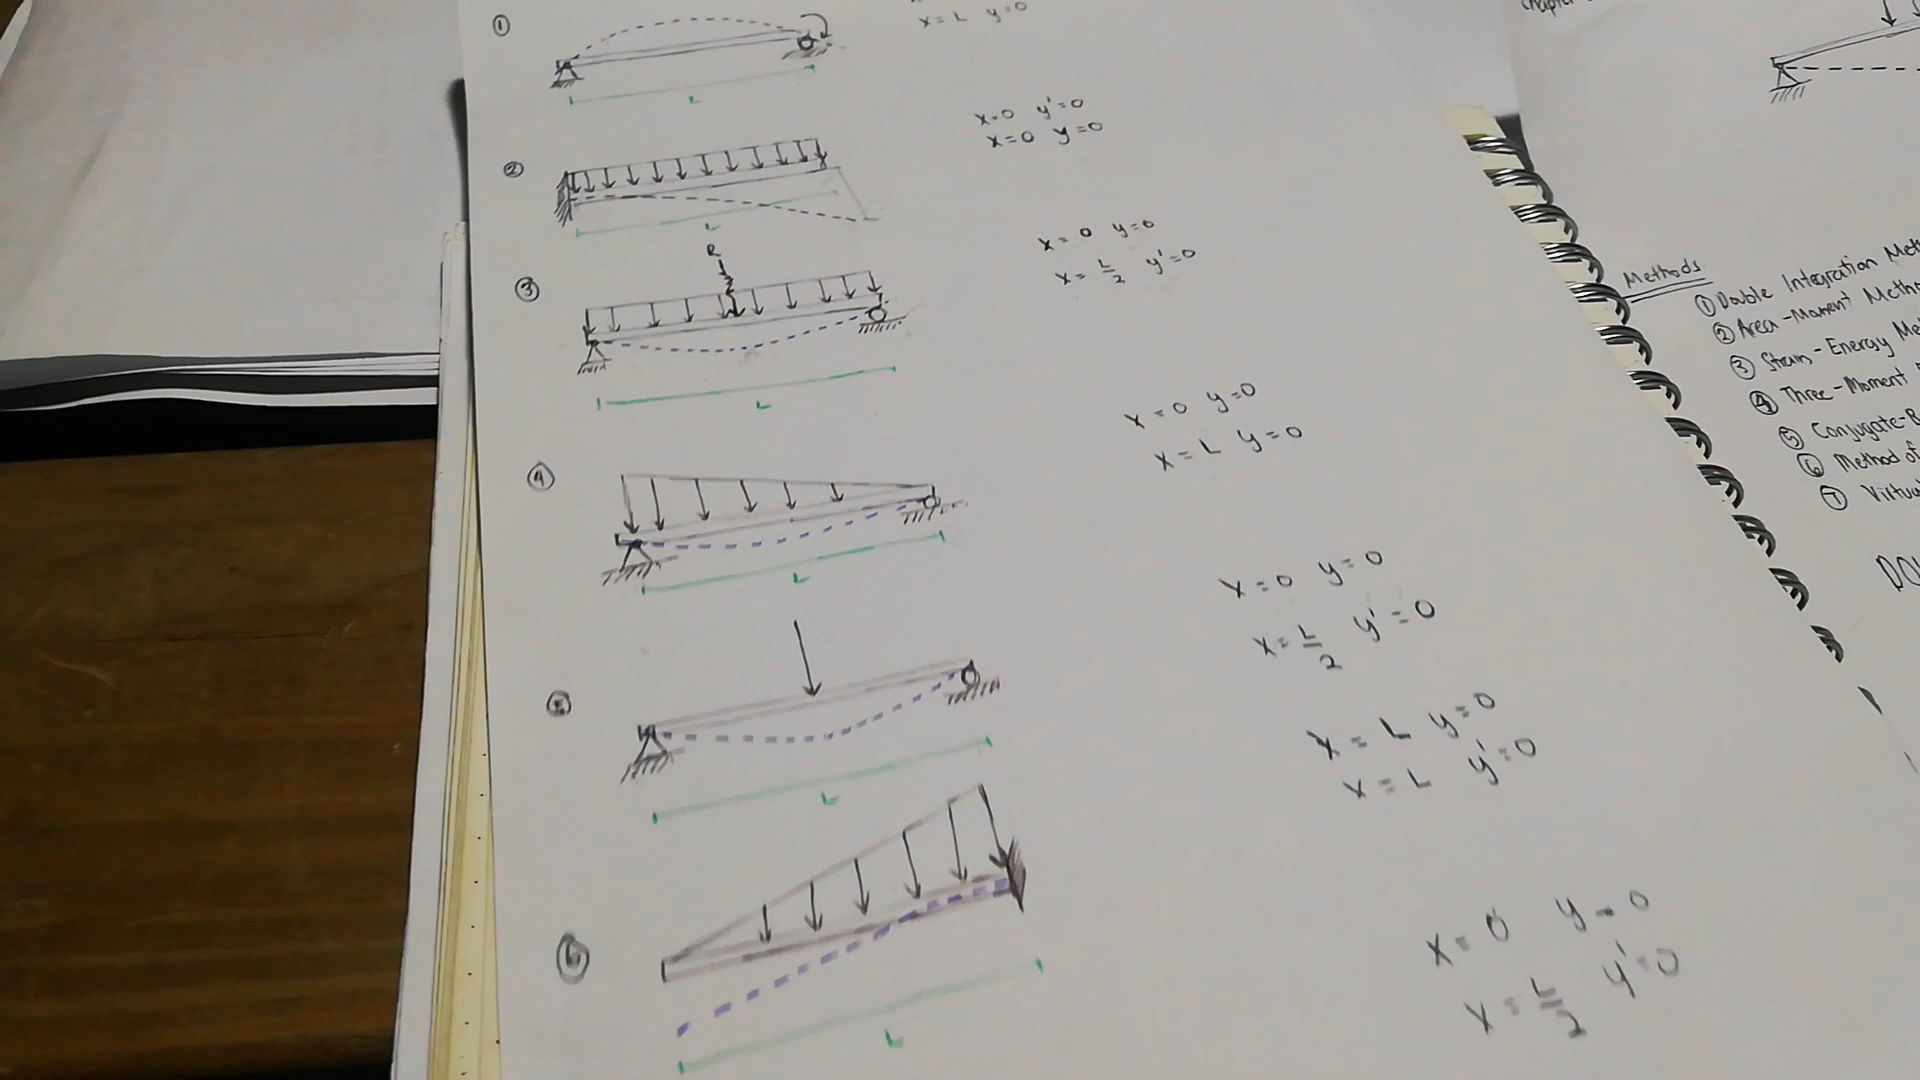 ①
x=L y=0
L
x=0 y'=0
x=0 y=0
②
L
R
x=0 y=0
x=L/2 y'=0
③
L
x=0 y=0
x=L y=0
④
L
x=0 y=0
x=L/2 y'=0
⑤
L
x=L y=0
x=L y'=0
⑥
L
x=0 y=0
x=L/2 y'=0
Methods
① Double Integration
② Area-Moment
③ Strain-Energy
④ Three-Moment
⑤
⑥ Method of
⑦